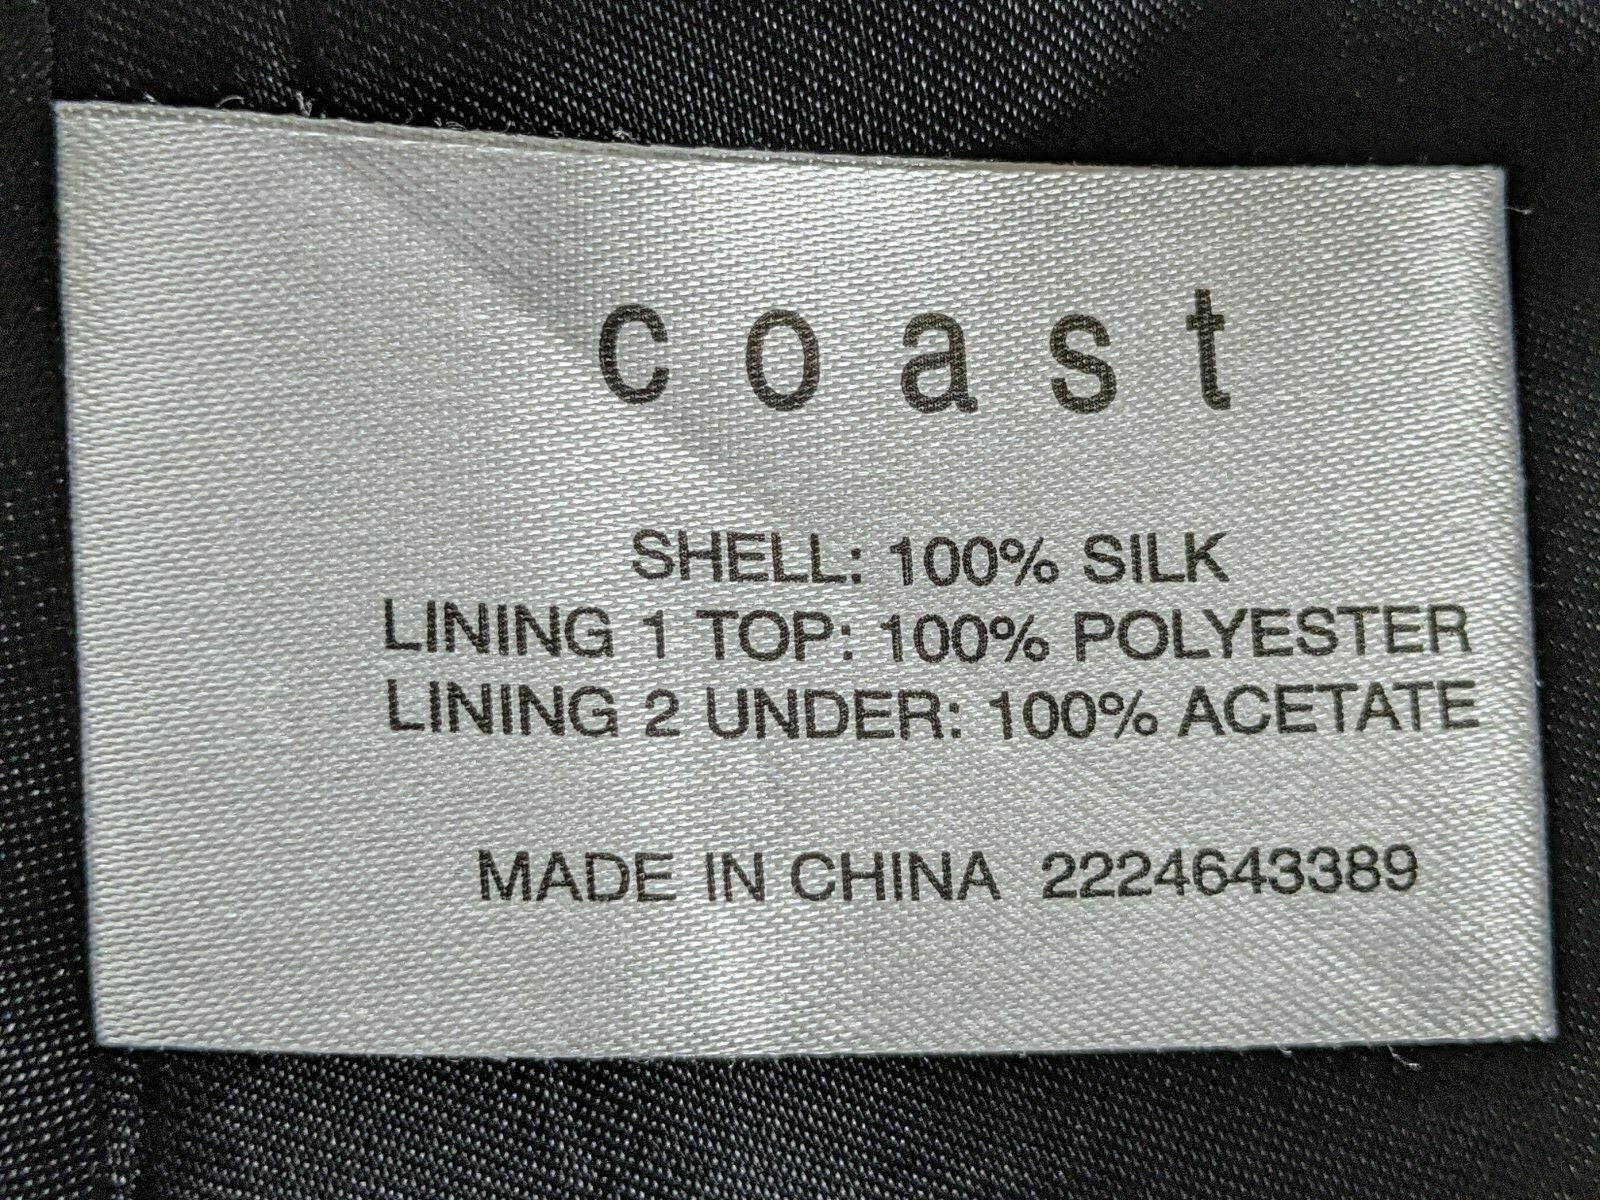 coast
SHELL: 100% SILK
LINING 1 TOP: 100% POLYESTER
LINING 2 UNDER: 100% ACETATE
MADE IN CHINA 2224643389